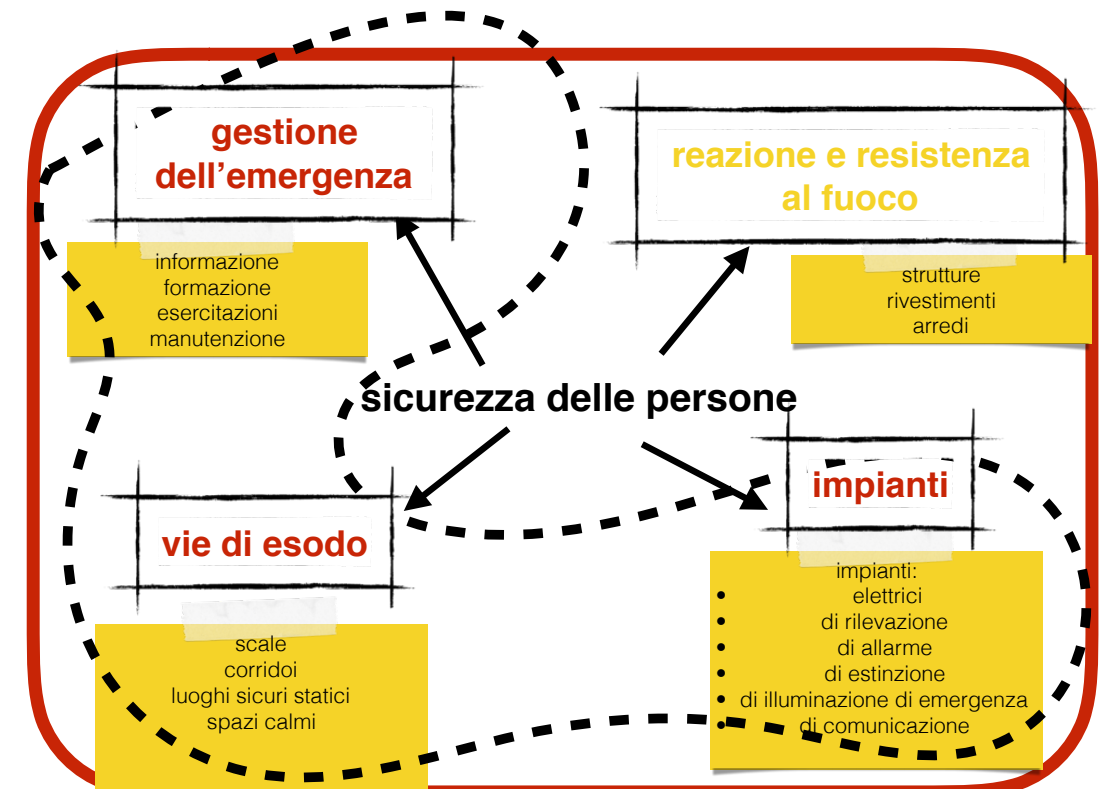 gestione
dell'emergenza
reazione e resistenza
al fuoco
informazione
formazione
esercitazioni
manutenzione
strutture
rivestimenti
arredi
sicurezza delle persone
vie di esodo
impianti
scale
corridoi
luoghi sicuri statici
spazi calmi
impianti:
• elettrici
• di rilevazione
• di allarme
• di estinzione
• di illuminazione di emergenza
• di comunicazione